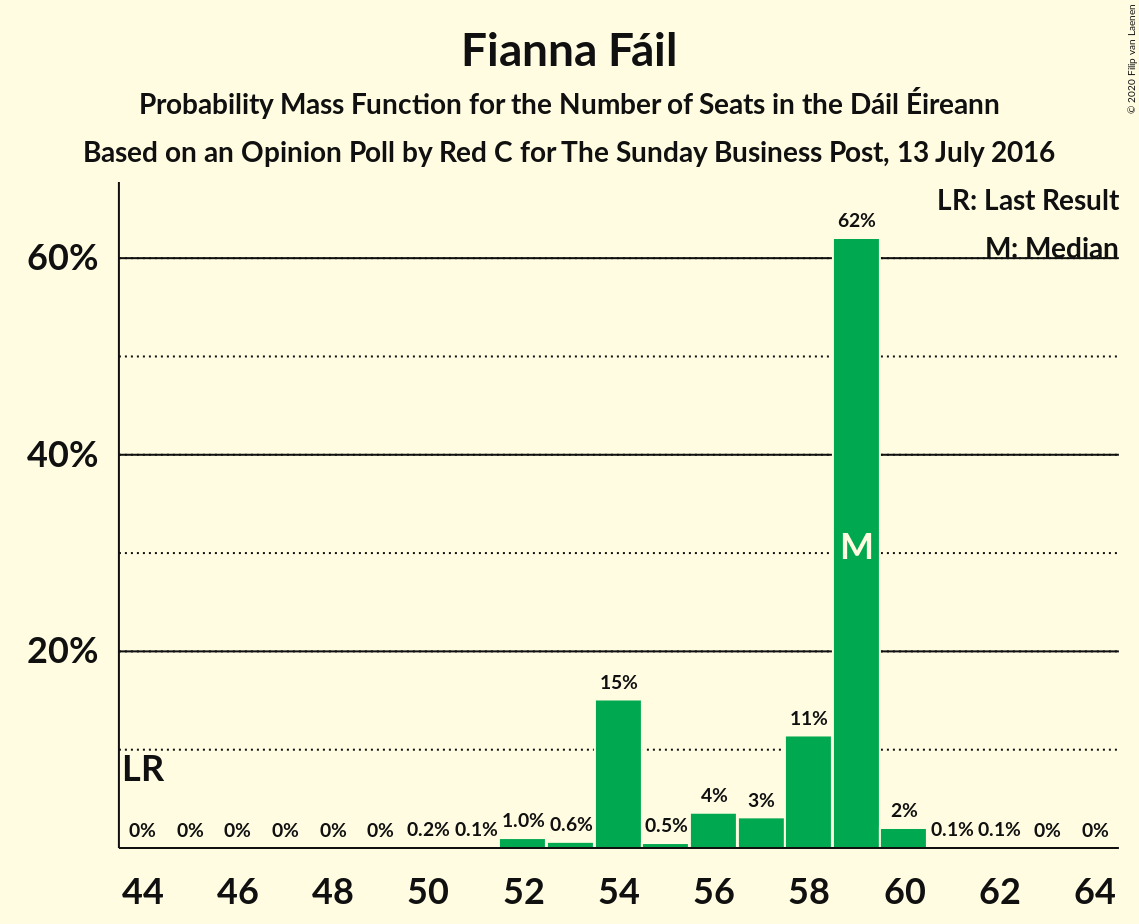 Fianna Fáil
Probability Mass Function for the Number of Seats in the Dáil Éireann
Based on an Opinion Poll by Red C for The Sunday Business Post, 13 July 2016
© 2020 Filip van Laenen
LR: Last Result
M: Median
60%
40%
20%
LR
M
0% 0% 0% 0% 0% 0% 0.2% 0.1% 1.0% 0.6% 15% 0.5% 4% 3% 11% 62% 2% 0.1% 0.1% 0% 0%
44 46 48 50 52 54 56 58 60 62 64